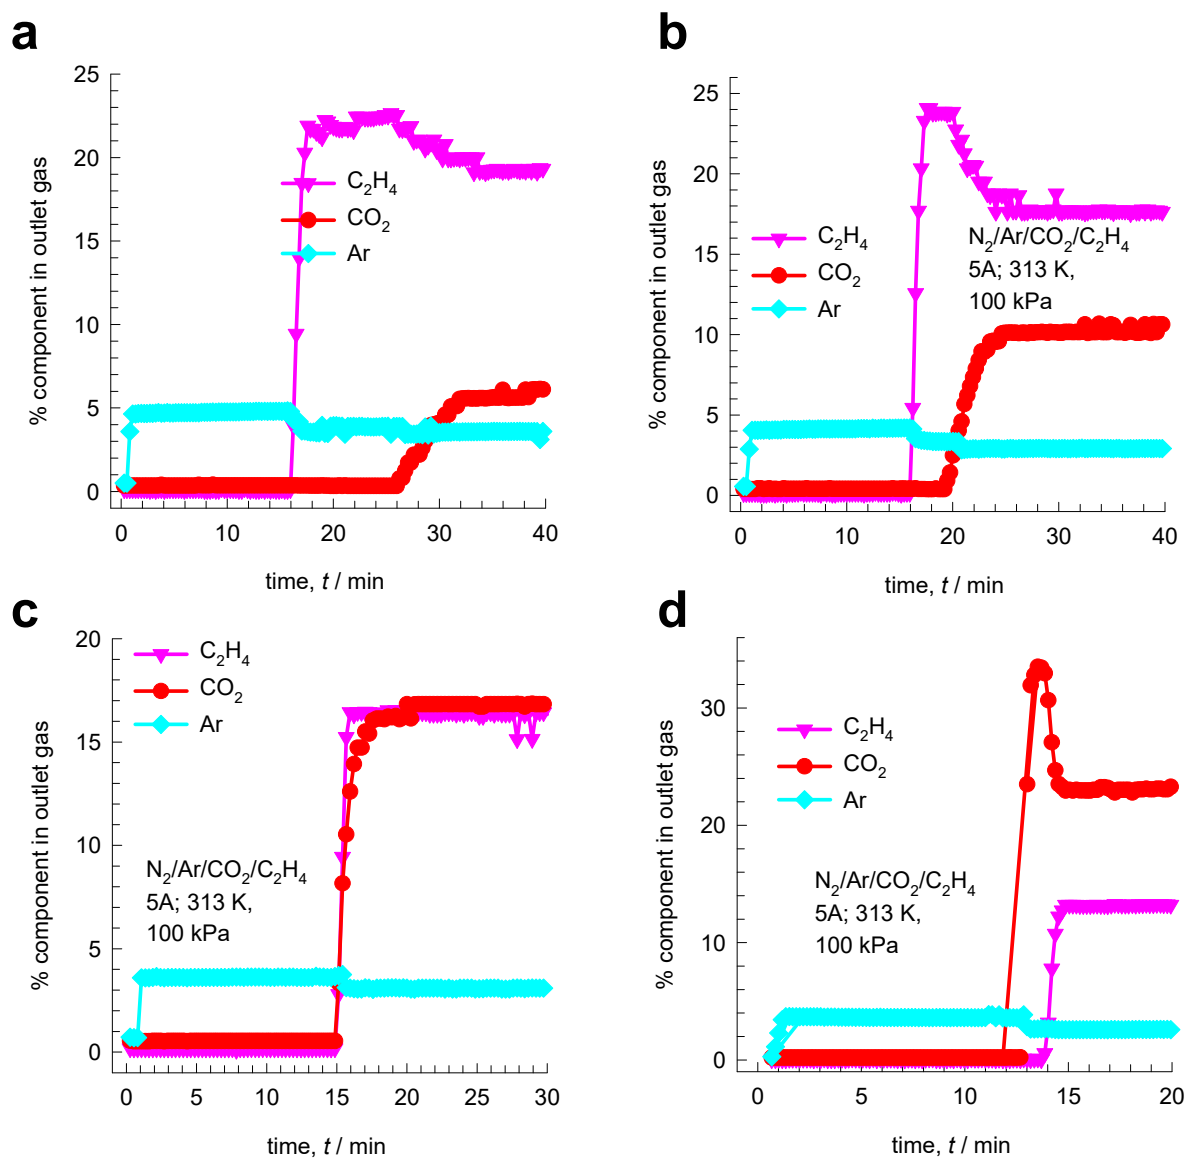 a
25
20
15
10
5
0
% component in outlet gas
C₂H₄
CO₂
Ar
0 10 20 30 40
time, t / min
b
25
20
15
10
5
0
% component in outlet gas
C₂H₄
CO₂
Ar
N₂/Ar/CO₂/C₂H₄
5A; 313 K,
100 kPa
0 10 20 30 40
time, t / min
c
20
15
10
5
0
% component in outlet gas
C₂H₄
CO₂
Ar
N₂/Ar/CO₂/C₂H₄
5A; 313 K,
100 kPa
0 5 10 15 20 25 30
time, t / min
d
30
20
10
0
% component in outlet gas
C₂H₄
CO₂
Ar
N₂/Ar/CO₂/C₂H₄
5A; 313 K,
100 kPa
0 5 10 15 20
time, t / min